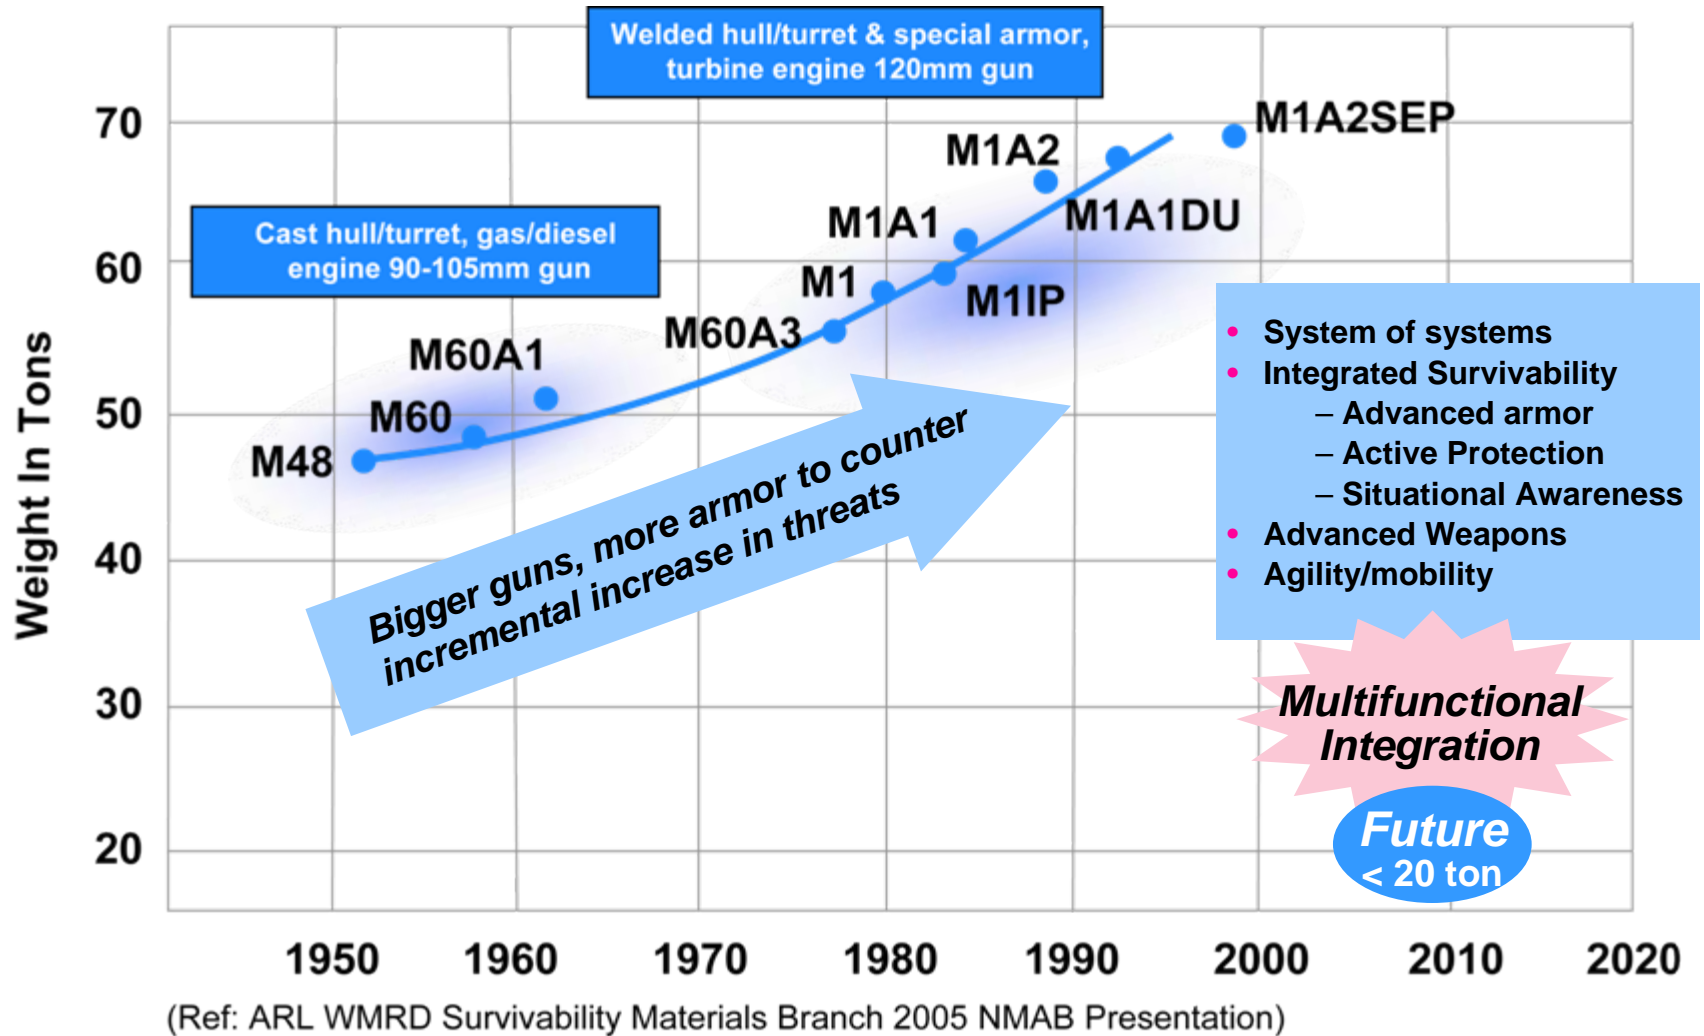 Welded hull/turret & special armor,
turbine engine 120mm gun
Cast hull/turret, gas/diesel
engine 90-105mm gun
Weight In Tons
70
60
50
40
30
20
M48
M60
M60A1
M60A3
M1
M1IP
M1A1
M1A2
M1A1DU
M1A2SEP
Bigger guns, more armor to counter
incremental increase in threats
• System of systems
• Integrated Survivability
– Advanced armor
– Active Protection
– Situational Awareness
• Advanced Weapons
• Agility/mobility
Multifunctional
Integration
Future
< 20 ton
1950 1960 1970 1980 1990 2000 2010 2020
(Ref: ARL WMRD Survivability Materials Branch 2005 NMAB Presentation)